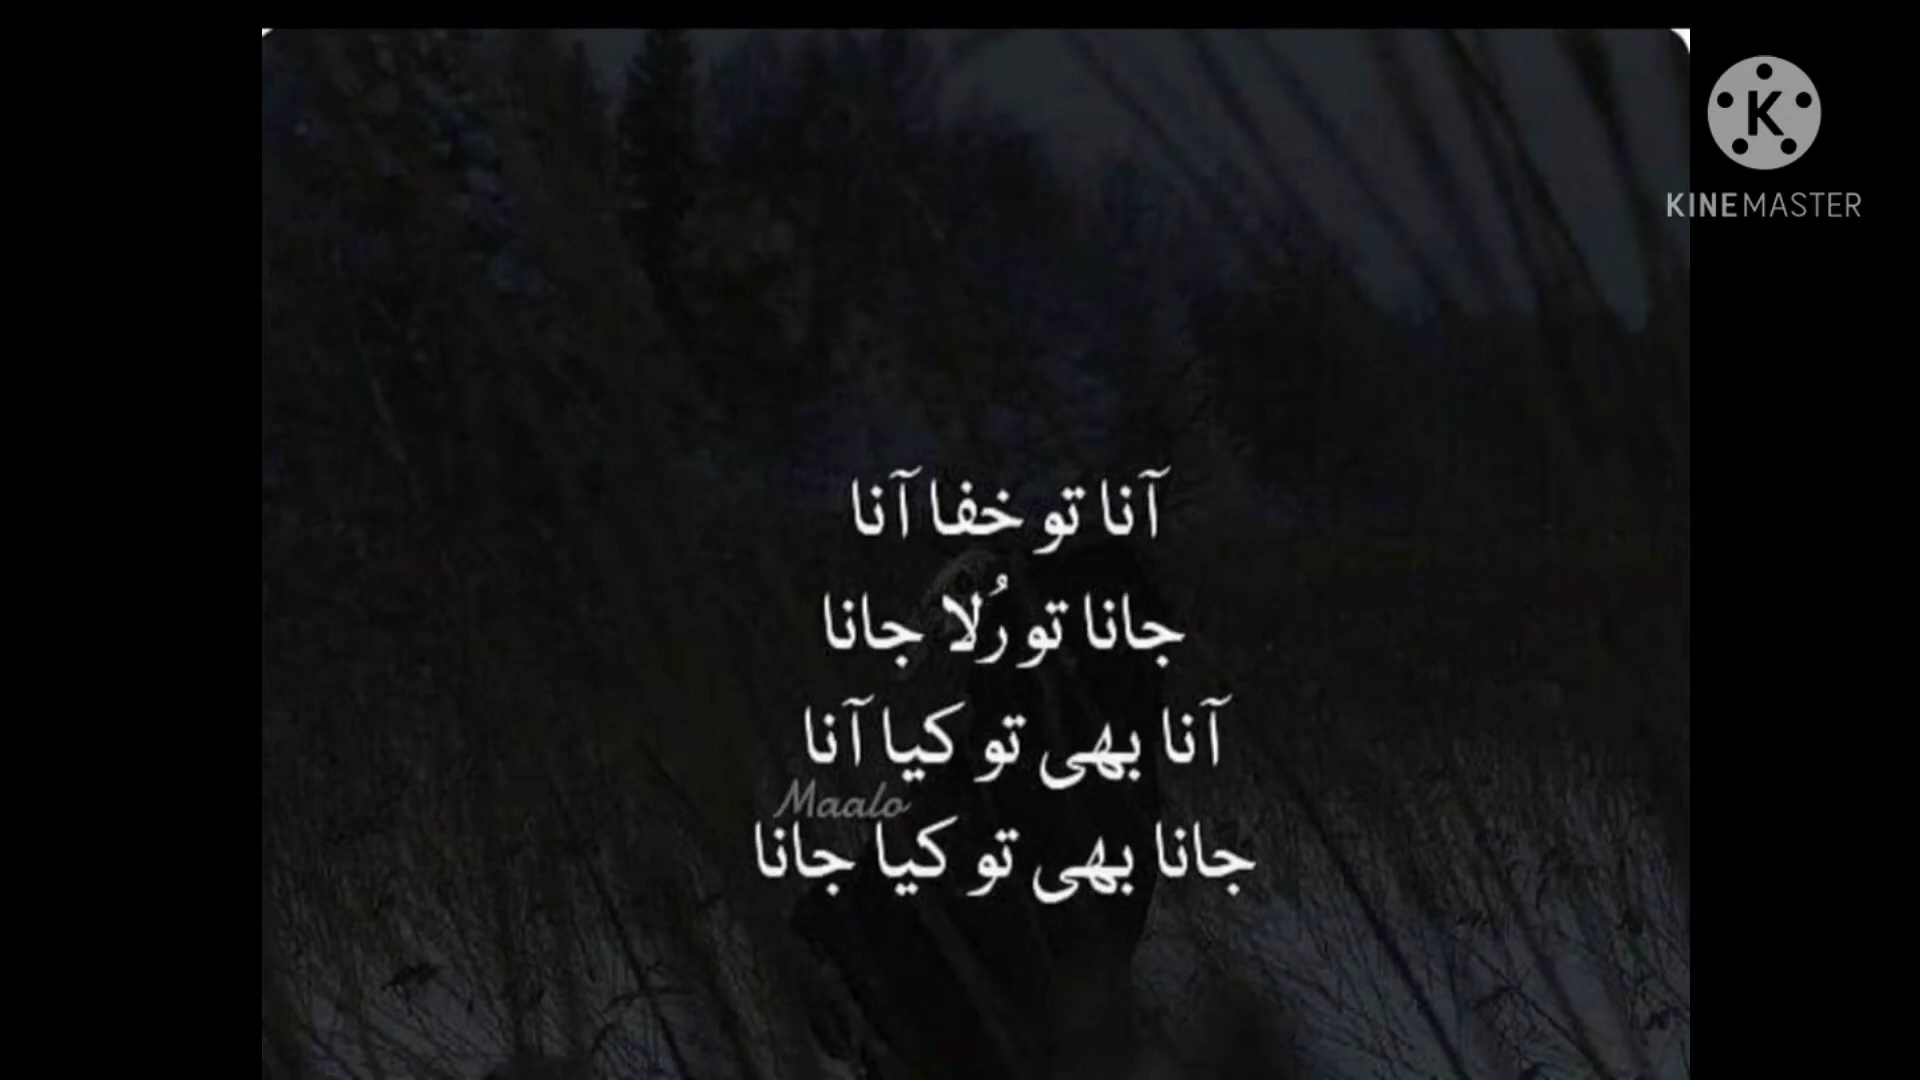 KINEMASTER
آنا تو خفا آنا
جانا تو رُلا جانا
آنا بھی تو کیا آنا
Maalo
جانا بھی تو کیا جانا